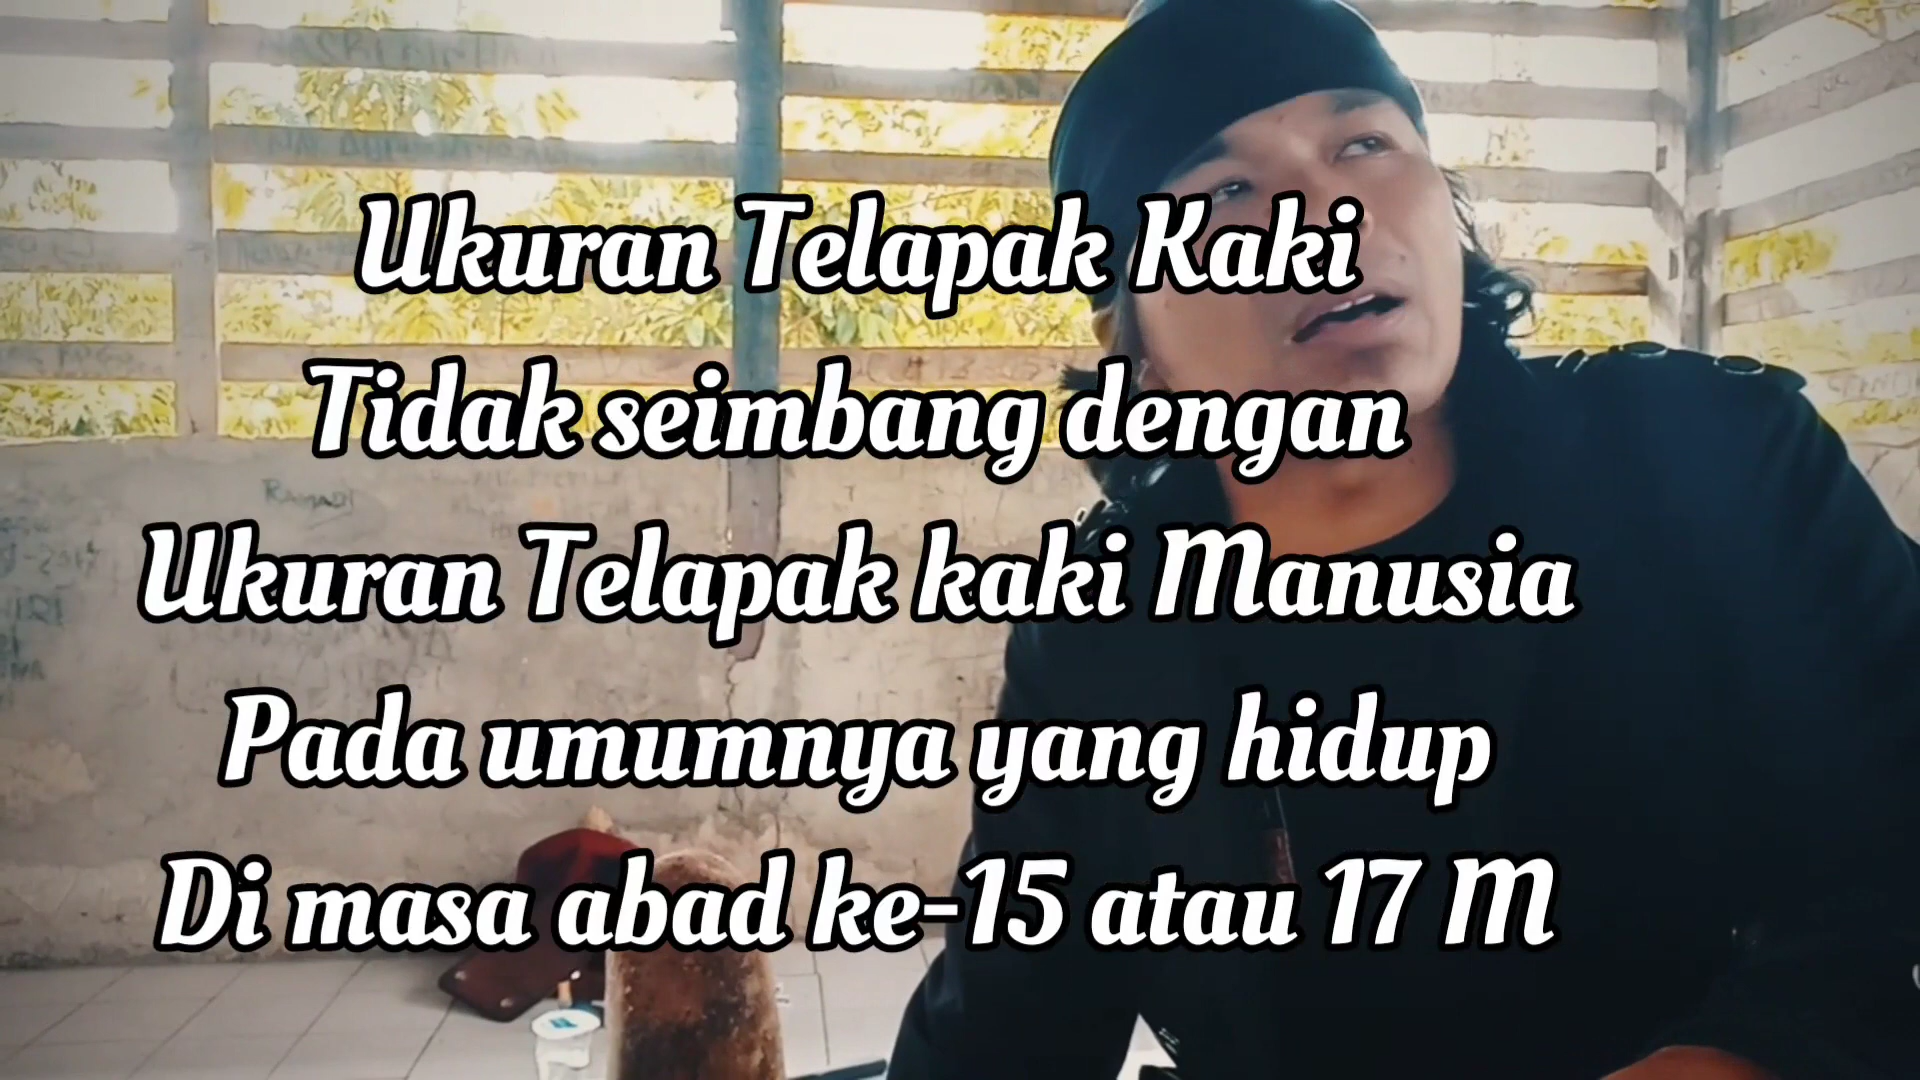 Ukuran Telapak Kaki
Tidak seimbang dengan
Ukuran Telapak kaki Manusia
Pada umumnya yang hidup
Di masa abad ke-15 atau 17 M
RAMADI